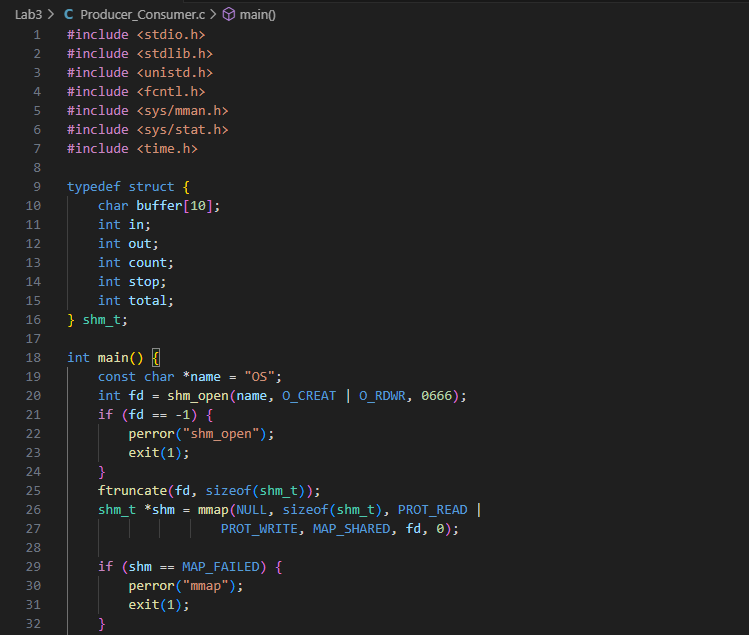 Lab3 > C Producer_Consumer.c > main()
1 #include <stdio.h>
2 #include <stdlib.h>
3 #include <unistd.h>
4 #include <fcntl.h>
5 #include <sys/mman.h>
6 #include <sys/stat.h>
7 #include <time.h>
8
9 typedef struct {
10     char buffer[10];
11     int in;
12     int out;
13     int count;
14     int stop;
15     int total;
16 } shm_t;
17
18 int main() {
19     const char *name = "OS";
20     int fd = shm_open(name, O_CREAT | O_RDWR, 0666);
21     if (fd == -1) {
22         perror("shm_open");
23         exit(1);
24     }
25     ftruncate(fd, sizeof(shm_t));
26     shm_t *shm = mmap(NULL, sizeof(shm_t), PROT_READ |
27                     PROT_WRITE, MAP_SHARED, fd, 0);
28
29     if (shm == MAP_FAILED) {
30         perror("mmap");
31         exit(1);
32     }